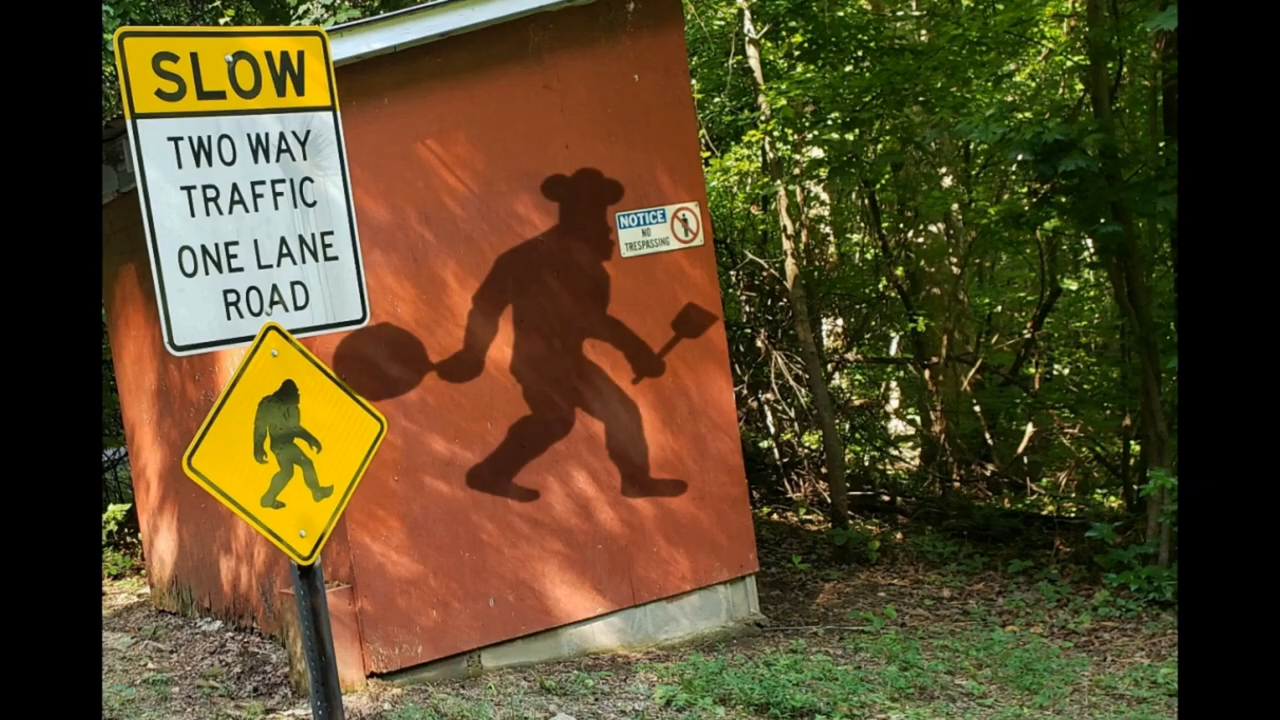 SLOW
TWO WAY
TRAFFIC
ONE LANE
ROAD
NOTICE
NO
TRESPASSING